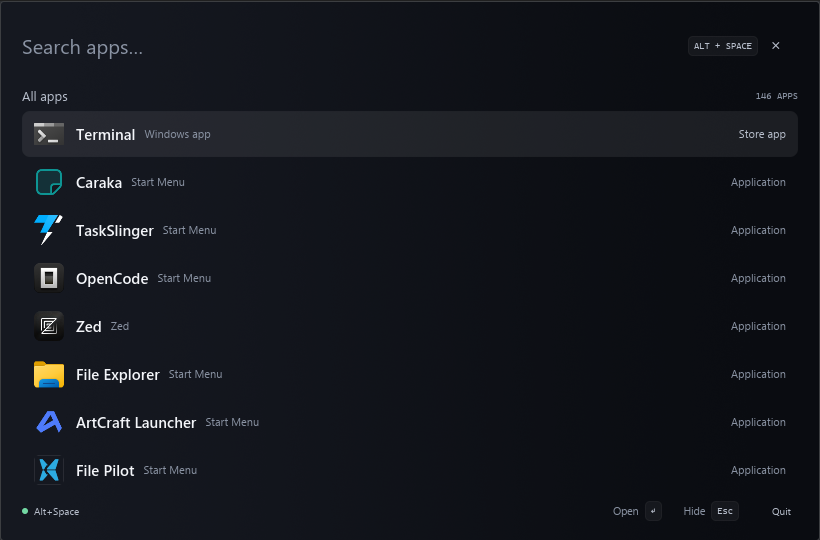 Search apps... ALT + SPACE ×
All apps 146 APPS
Terminal Windows app Store app
Caraka Start Menu Application
TaskSlinger Start Menu Application
OpenCode Start Menu Application
Zed Zed Application
File Explorer Start Menu Application
ArtCraft Launcher Start Menu Application
File Pilot Start Menu Application
Alt+Space Open ↵ Hide Esc Quit